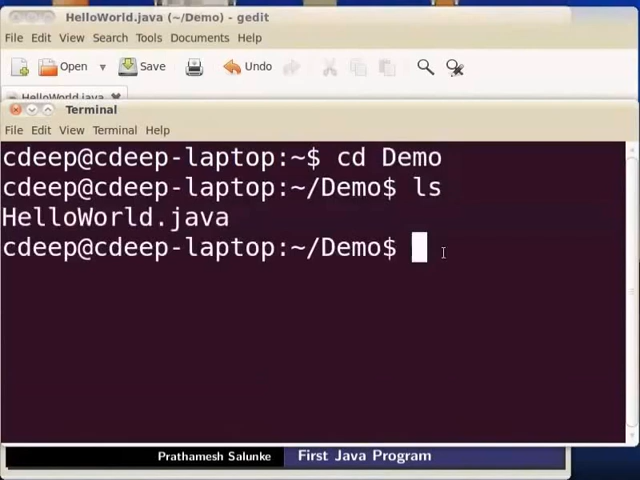 HelloWorld.java (~/Demo) - gedit
File Edit View Search Tools Documents Help
Open Save Undo
HelloWorld.java
Terminal
File Edit View Terminal Help
cdeep@cdeep-laptop:~$ cd Demo
cdeep@cdeep-laptop:~/Demo$ ls
HelloWorld.java
cdeep@cdeep-laptop:~/Demo$
Prathamesh Salunke First Java Program